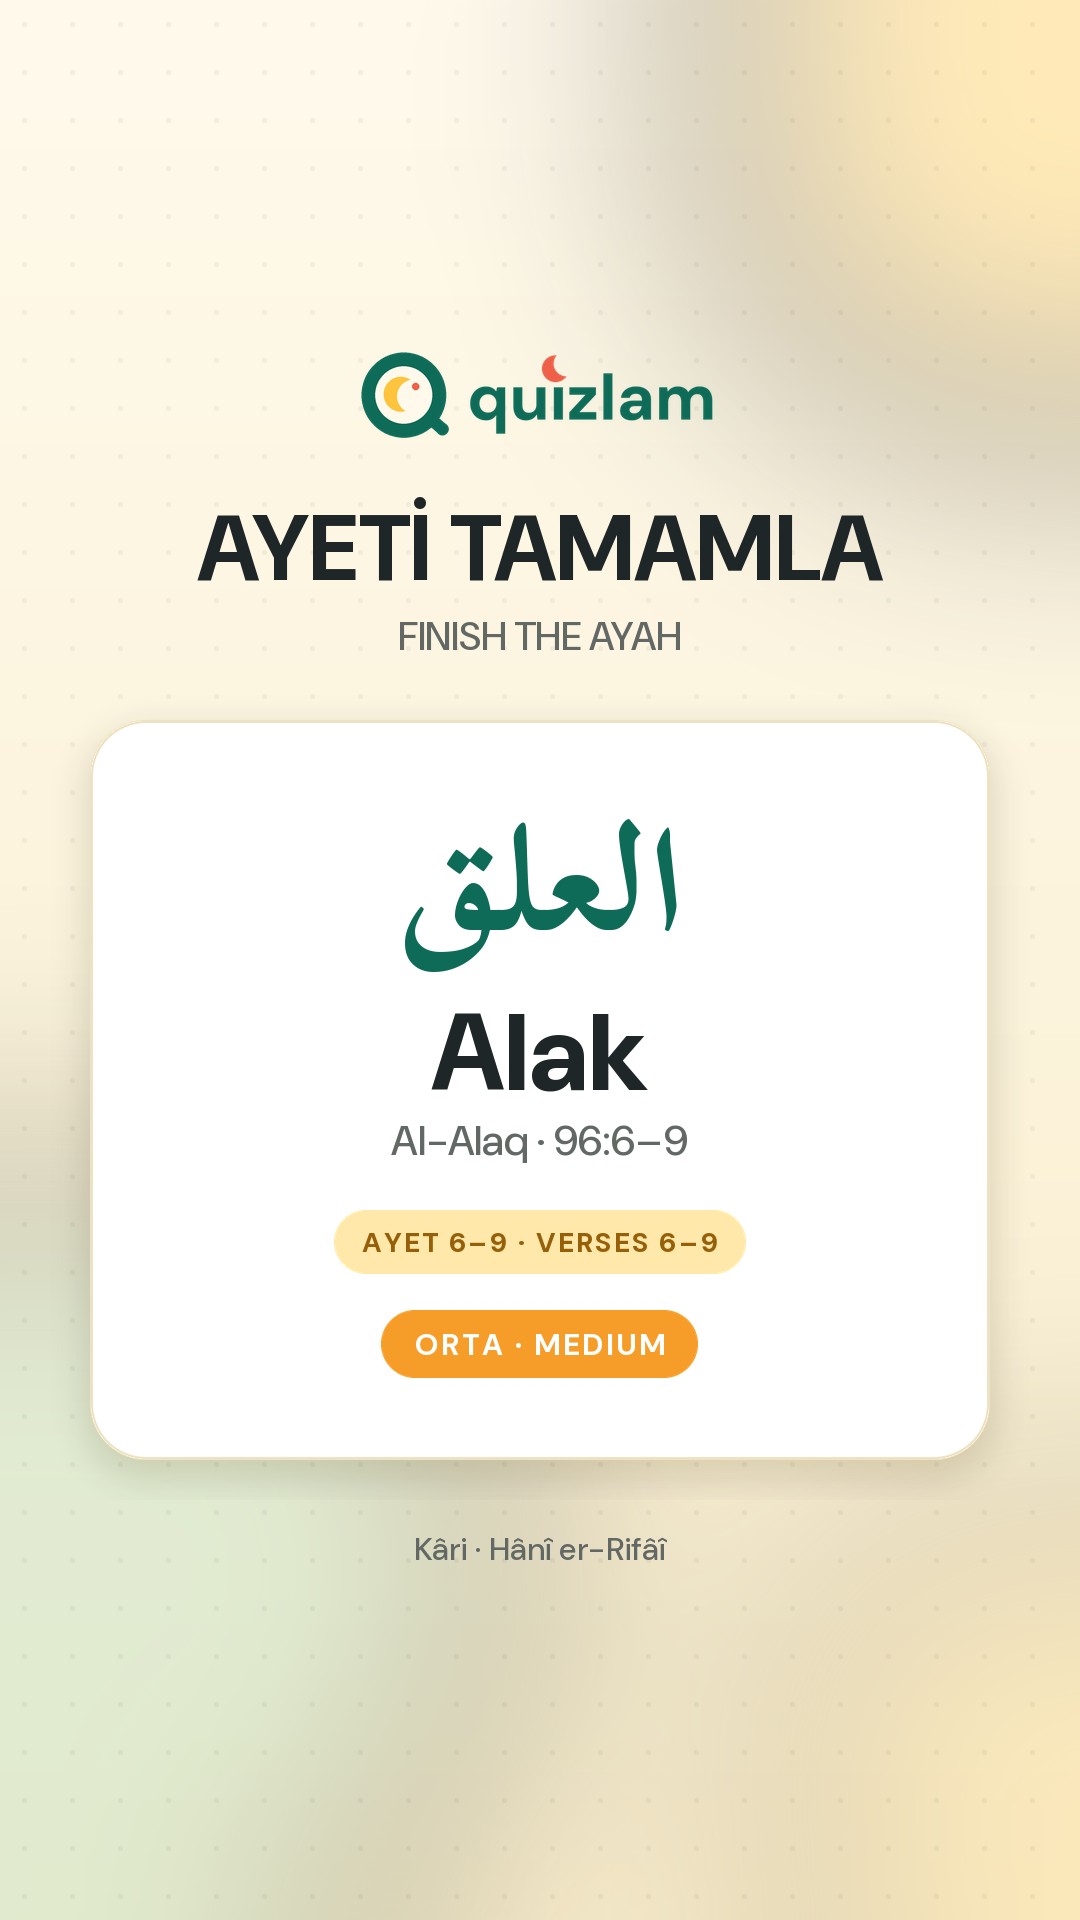 quizlam
AYETİ TAMAMLA
FINISH THE AYAH
العلق
Alak
Al-Alaq · 96:6–9
AYET 6–9 · VERSES 6–9
ORTA · MEDIUM
Kâri · Hânî er-Rifâî